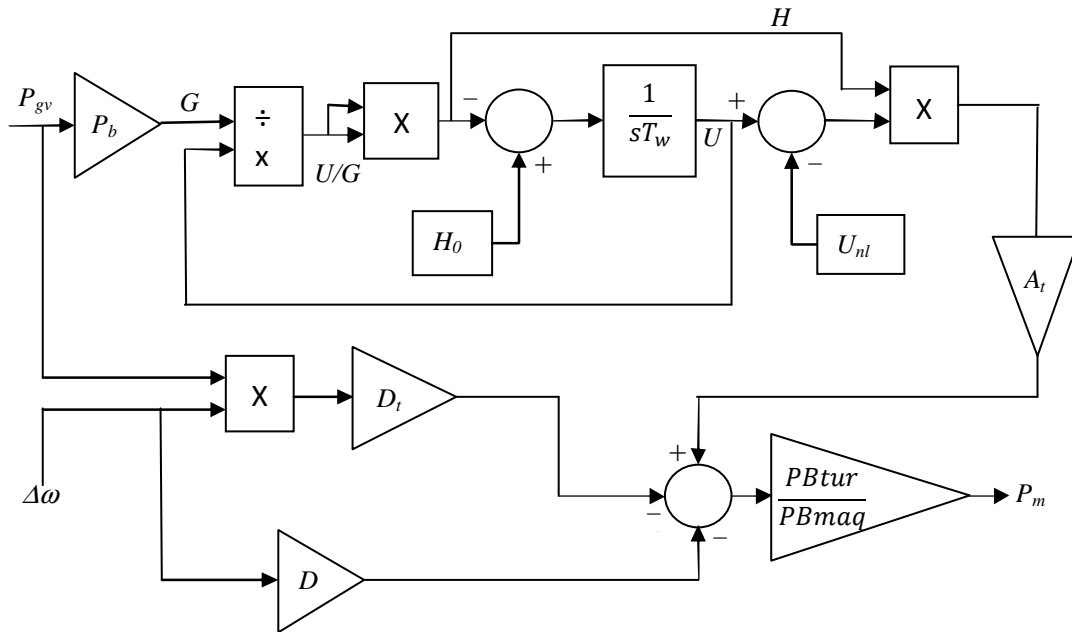 H
P_gv
P_b
G
÷
x
U/G
X
−
+
H_0
1
sT_w
U
+
−
U_nl
X
A_t
X
D_t
Δω
D
+
−
−
PBtur
PBmaq
P_m